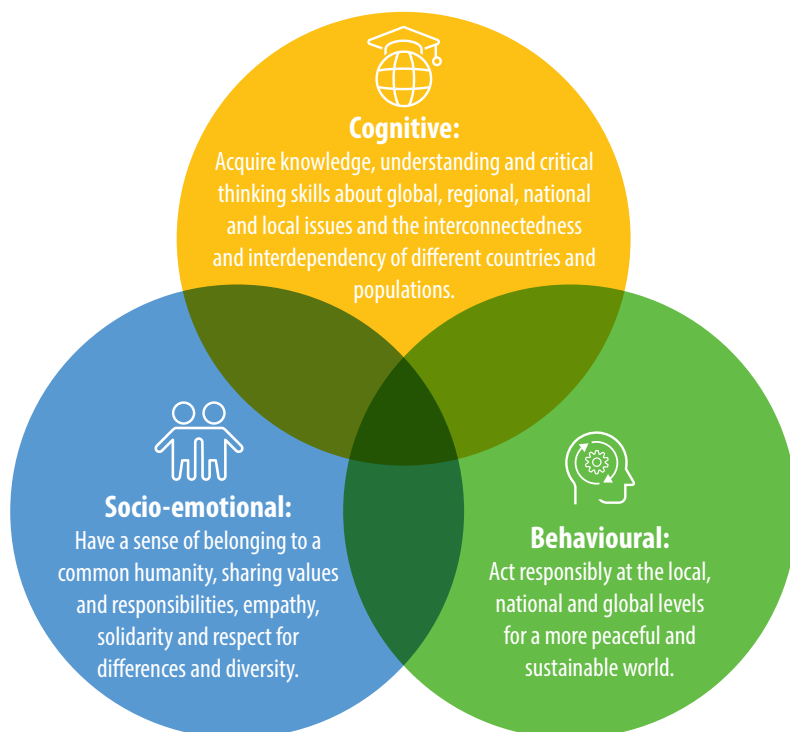 Cognitive:
Acquire knowledge, understanding and critical
thinking skills about global, regional, national
and local issues and the interconnectedness
and interdependency of different countries and
populations.
Socio-emotional:
Have a sense of belonging to a
common humanity, sharing values
and responsibilities, empathy,
solidarity and respect for
differences and diversity.
Behavioural:
Act responsibly at the local,
national and global levels
for a more peaceful and
sustainable world.